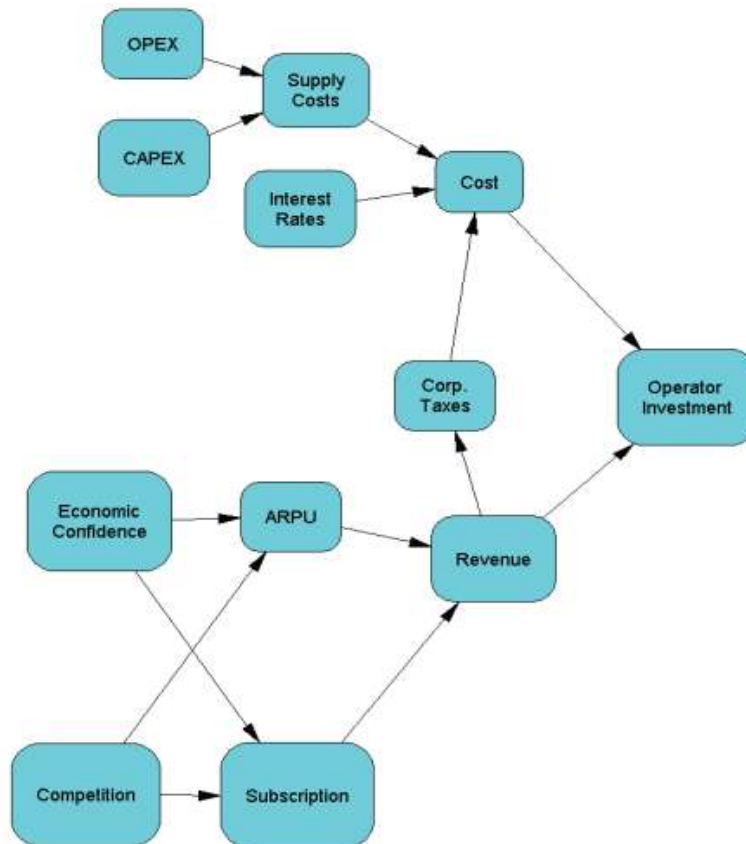 OPEX
Supply
Costs
CAPEX
Cost
Interest
Rates
Corp.
Taxes
Operator
Investment
Economic
Confidence
ARPU
Revenue
Competition
Subscription